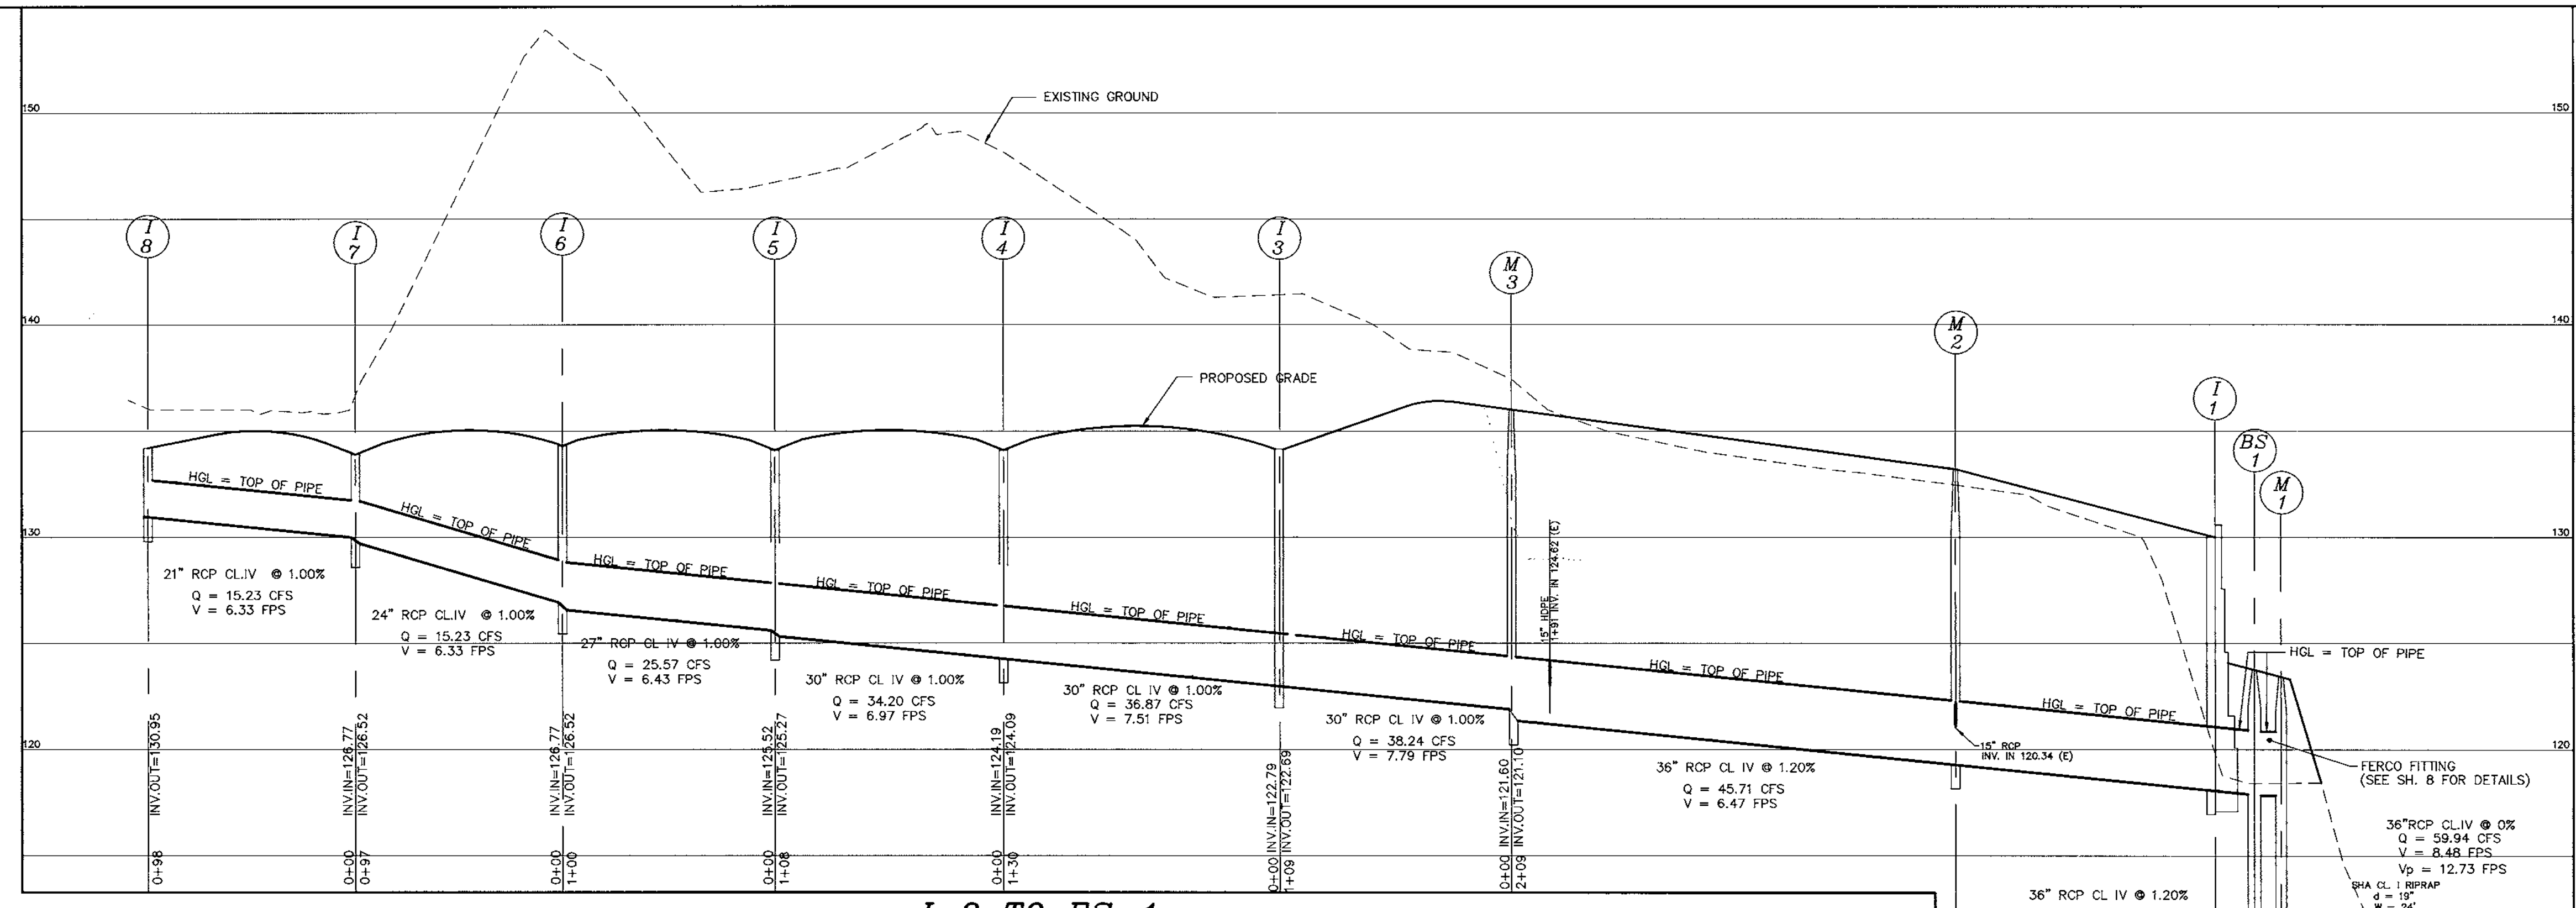 150
150
EXISTING GROUND
I
8
I
7
I
6
I
5
I
4
I
3
M
3
140
140
M
2
PROPOSED GRADE
I
1
BS
1
M
1
HGL = TOP OF PIPE
HGL = TOP OF PIPE
HGL = TOP OF PIPE
HGL = TOP OF PIPE
HGL = TOP OF PIPE
HGL = TOP OF PIPE
HGL = TOP OF PIPE
HGL = TOP OF PIPE
HGL = TOP OF PIPE
130
130
21" RCP CL.IV @ 1.00%
Q = 15.23 CFS
V = 6.33 FPS
24" RCP CL.IV @ 1.00%
Q = 15.23 CFS
V = 6.33 FPS
27" RCP CL IV @ 1.00%
Q = 25.57 CFS
V = 6.43 FPS
30" RCP CL IV @ 1.00%
Q = 34.20 CFS
V = 6.97 FPS
30" RCP CL IV @ 1.00%
Q = 36.87 CFS
V = 7.51 FPS
30" RCP CL IV @ 1.00%
Q = 38.24 CFS
V = 7.79 FPS
15" HDPE
1+91 INV. IN 124.62 (E)
36" RCP CL IV @ 1.20%
Q = 45.71 CFS
V = 6.47 FPS
15" RCP
INV. IN 120.34 (E)
HGL = TOP OF PIPE
FERCO FITTING
(SEE SH. 8 FOR DETAILS)
120
120
36"RCP CL.IV @ 0%
Q = 59.94 CFS
V = 8.48 FPS
Vp = 12.73 FPS
SHA CL. I RIPRAP
d = 19"
W = 24'
36" RCP CL IV @ 1.20%
0+98 INV.OUT=130.95
0+00 INV.IN=126.77
0+97 INV.OUT=126.52
0+00 INV.IN=126.77
1+00 INV.OUT=126.52
0+00 INV.IN=125.52
1+08 INV.OUT=125.27
0+00 INV.IN=124.19
1+30 INV.OUT=124.09
0+00 INV.IN=122.79
1+09 INV.OUT=122.69
0+00 INV.IN=121.60
2+09 INV.OUT=121.10